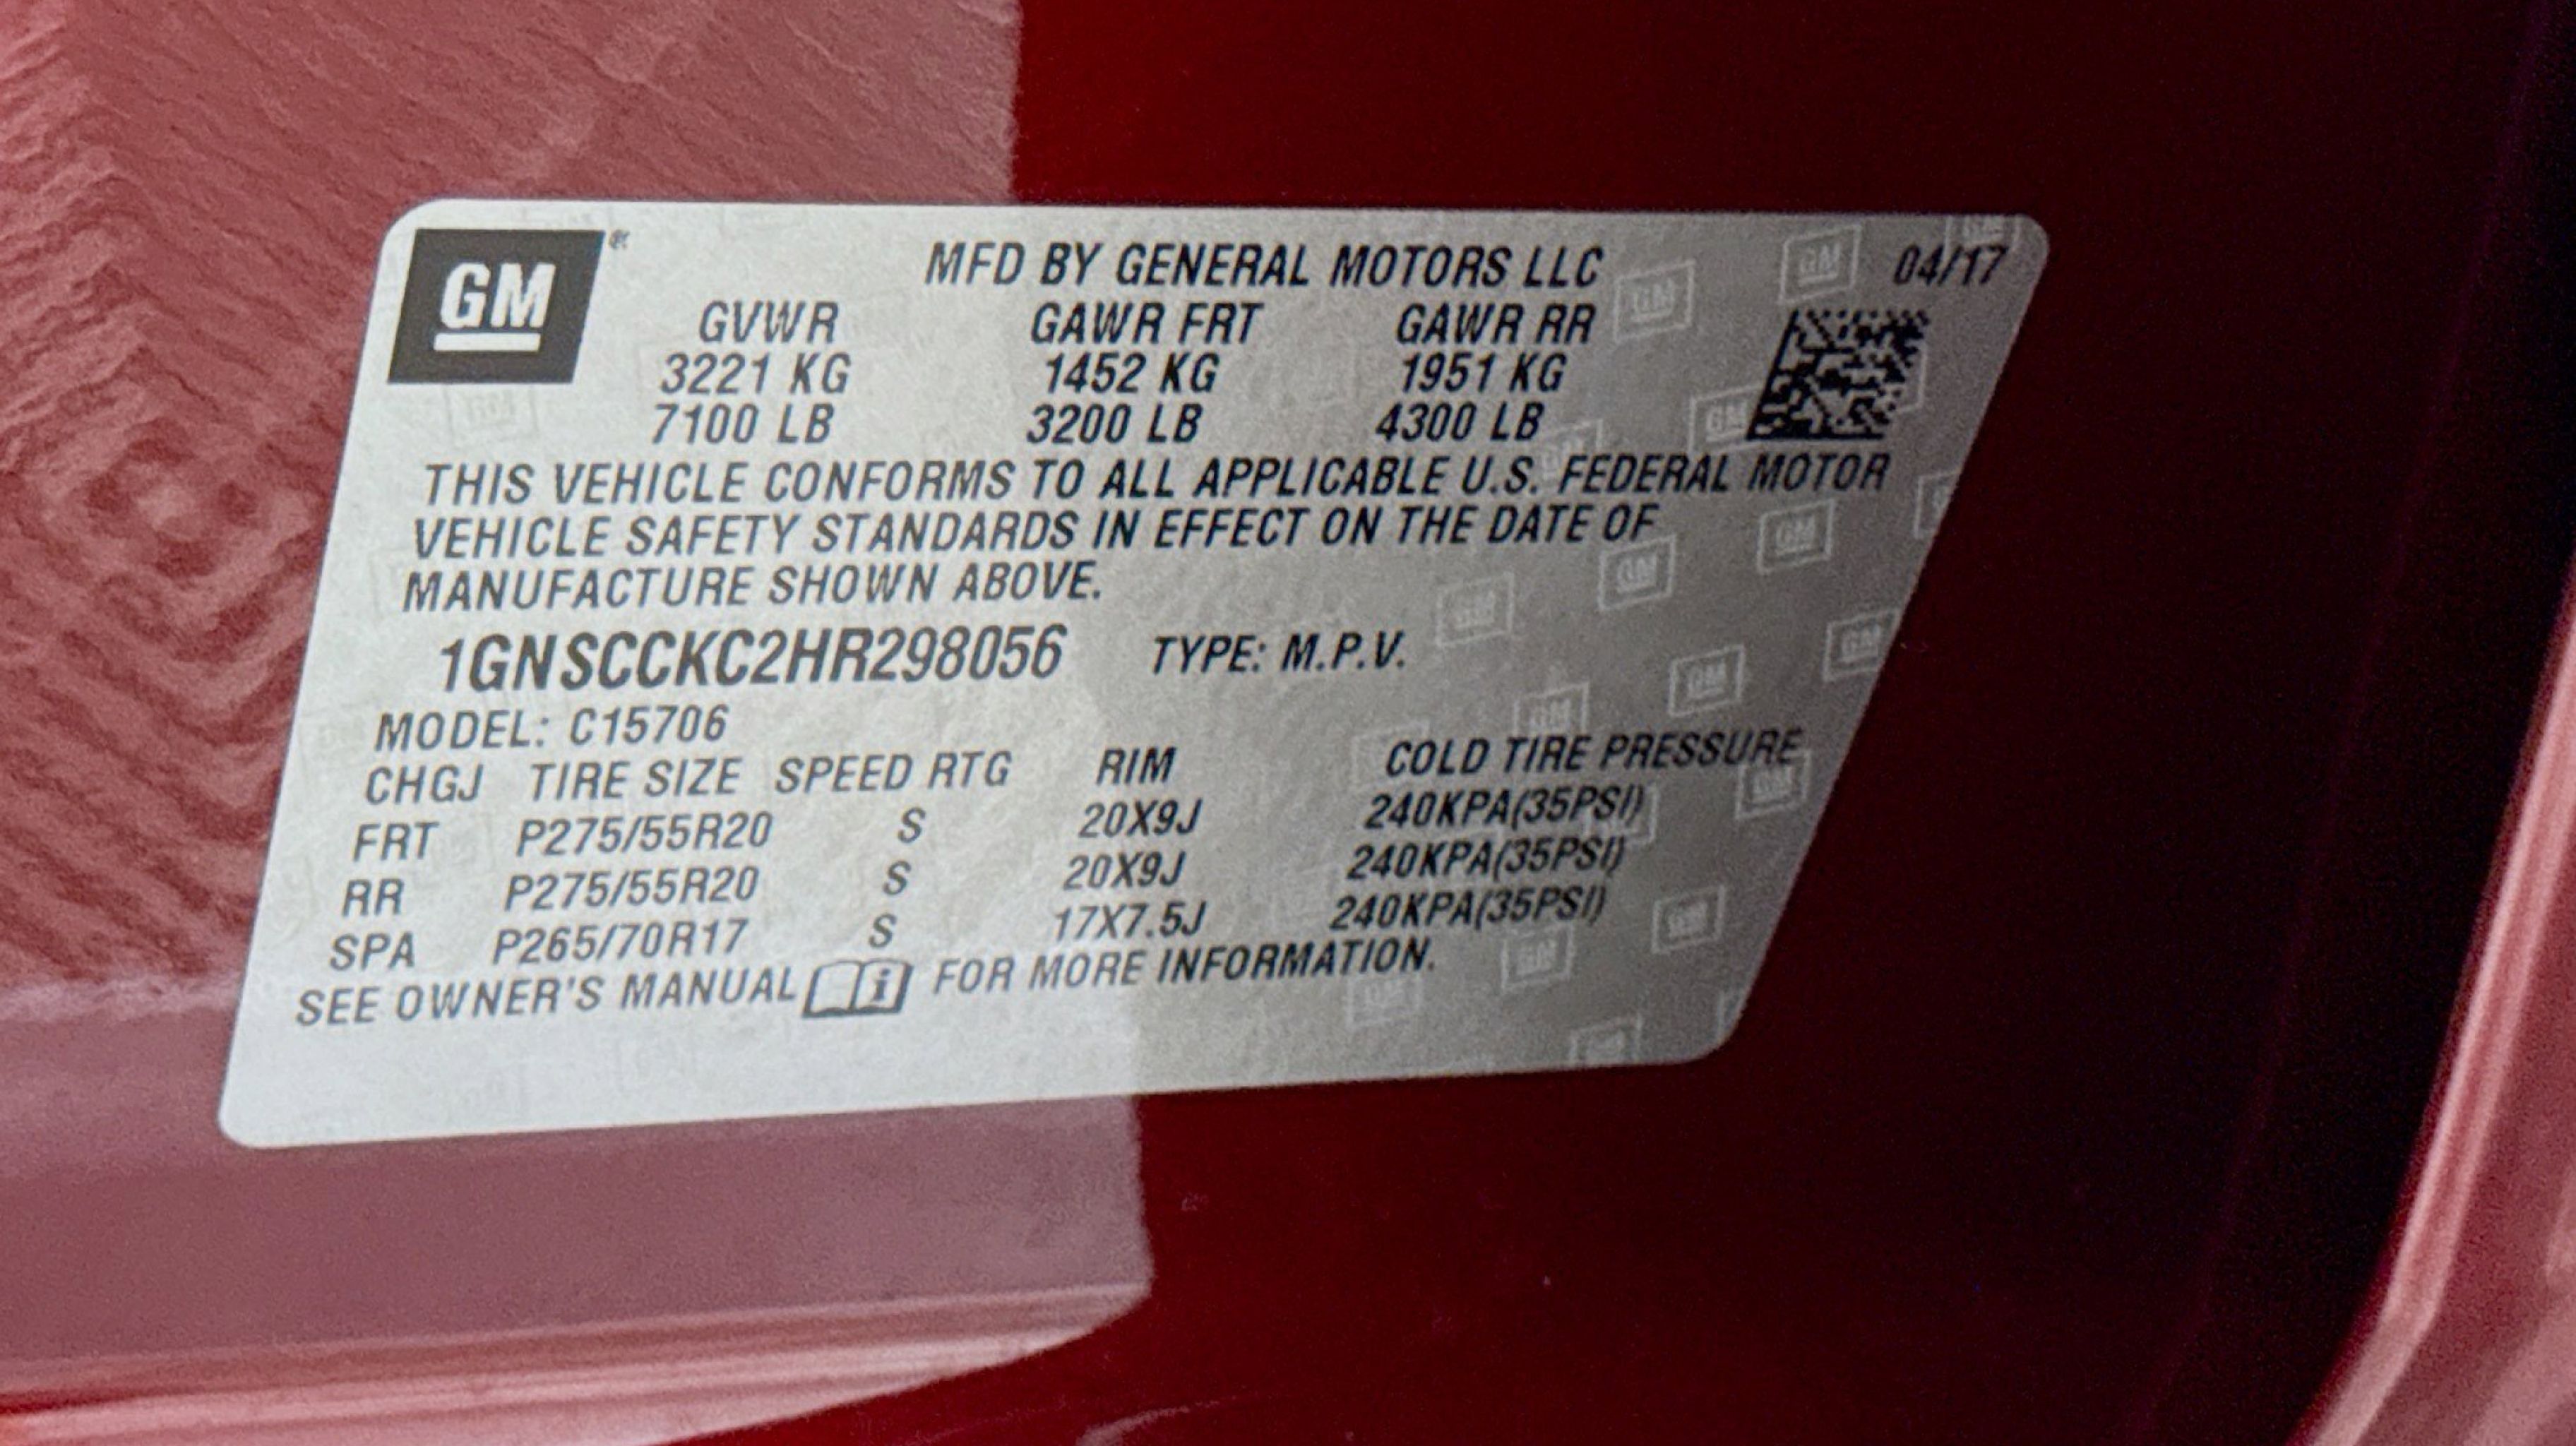 GM
MFD BY GENERAL MOTORS LLC 04/17
GVWR GAWR FRT GAWR RR
3221 KG 1452 KG 1951 KG
7100 LB 3200 LB 4300 LB
THIS VEHICLE CONFORMS TO ALL APPLICABLE U.S. FEDERAL MOTOR
VEHICLE SAFETY STANDARDS IN EFFECT ON THE DATE OF
MANUFACTURE SHOWN ABOVE.
1GNSCCKC2HR298056 TYPE: M.P.V.
MODEL: C15706
CHGJ TIRE SIZE SPEED RTG RIM COLD TIRE PRESSURE
FRT P275/55R20 S 20X9J 240KPA(35PSI)
RR P275/55R20 S 20X9J 240KPA(35PSI)
SPA P265/70R17 S 17X7.5J 240KPA(35PSI)
SEE OWNER'S MANUAL FOR MORE INFORMATION.